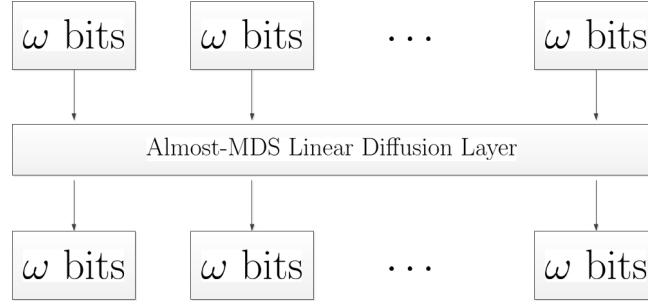 ω bits ω bits ··· ω bits
Almost-MDS Linear Diffusion Layer
ω bits ω bits ··· ω bits